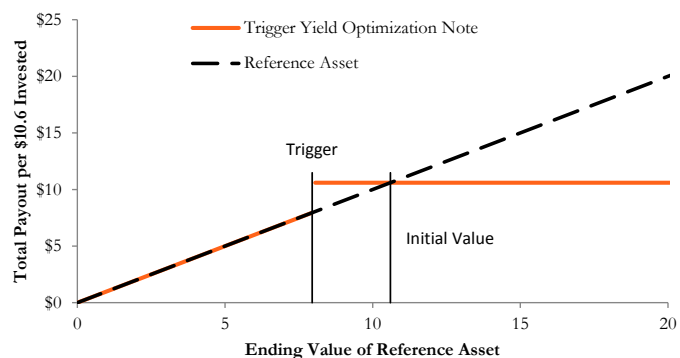 $25
Trigger Yield Optimization Note
Reference Asset
$20
$15
Trigger
$10
Initial Value
$5
$0
0 5 10 15 20
Total Payout per $10.6 Invested
Ending Value of Reference Asset